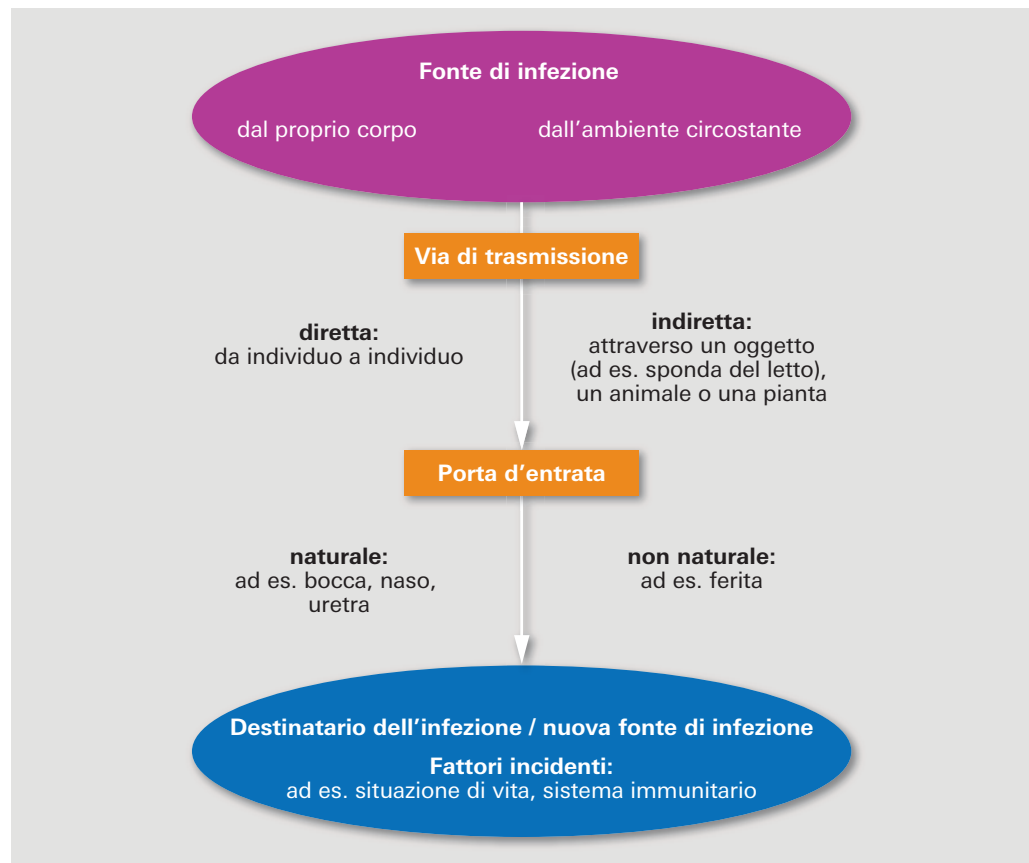 Fonte di infezione
dal proprio corpo
dall’ambiente circostante
Via di trasmissione
diretta:
da individuo a individuo
indiretta:
attraverso un oggetto
(ad es. sponda del letto),
un animale o una pianta
Porta d’entrata
naturale:
ad es. bocca, naso,
uretra
non naturale:
ad es. ferita
Destinatario dell’infezione / nuova fonte di infezione
Fattori incidenti:
ad es. situazione di vita, sistema immunitario